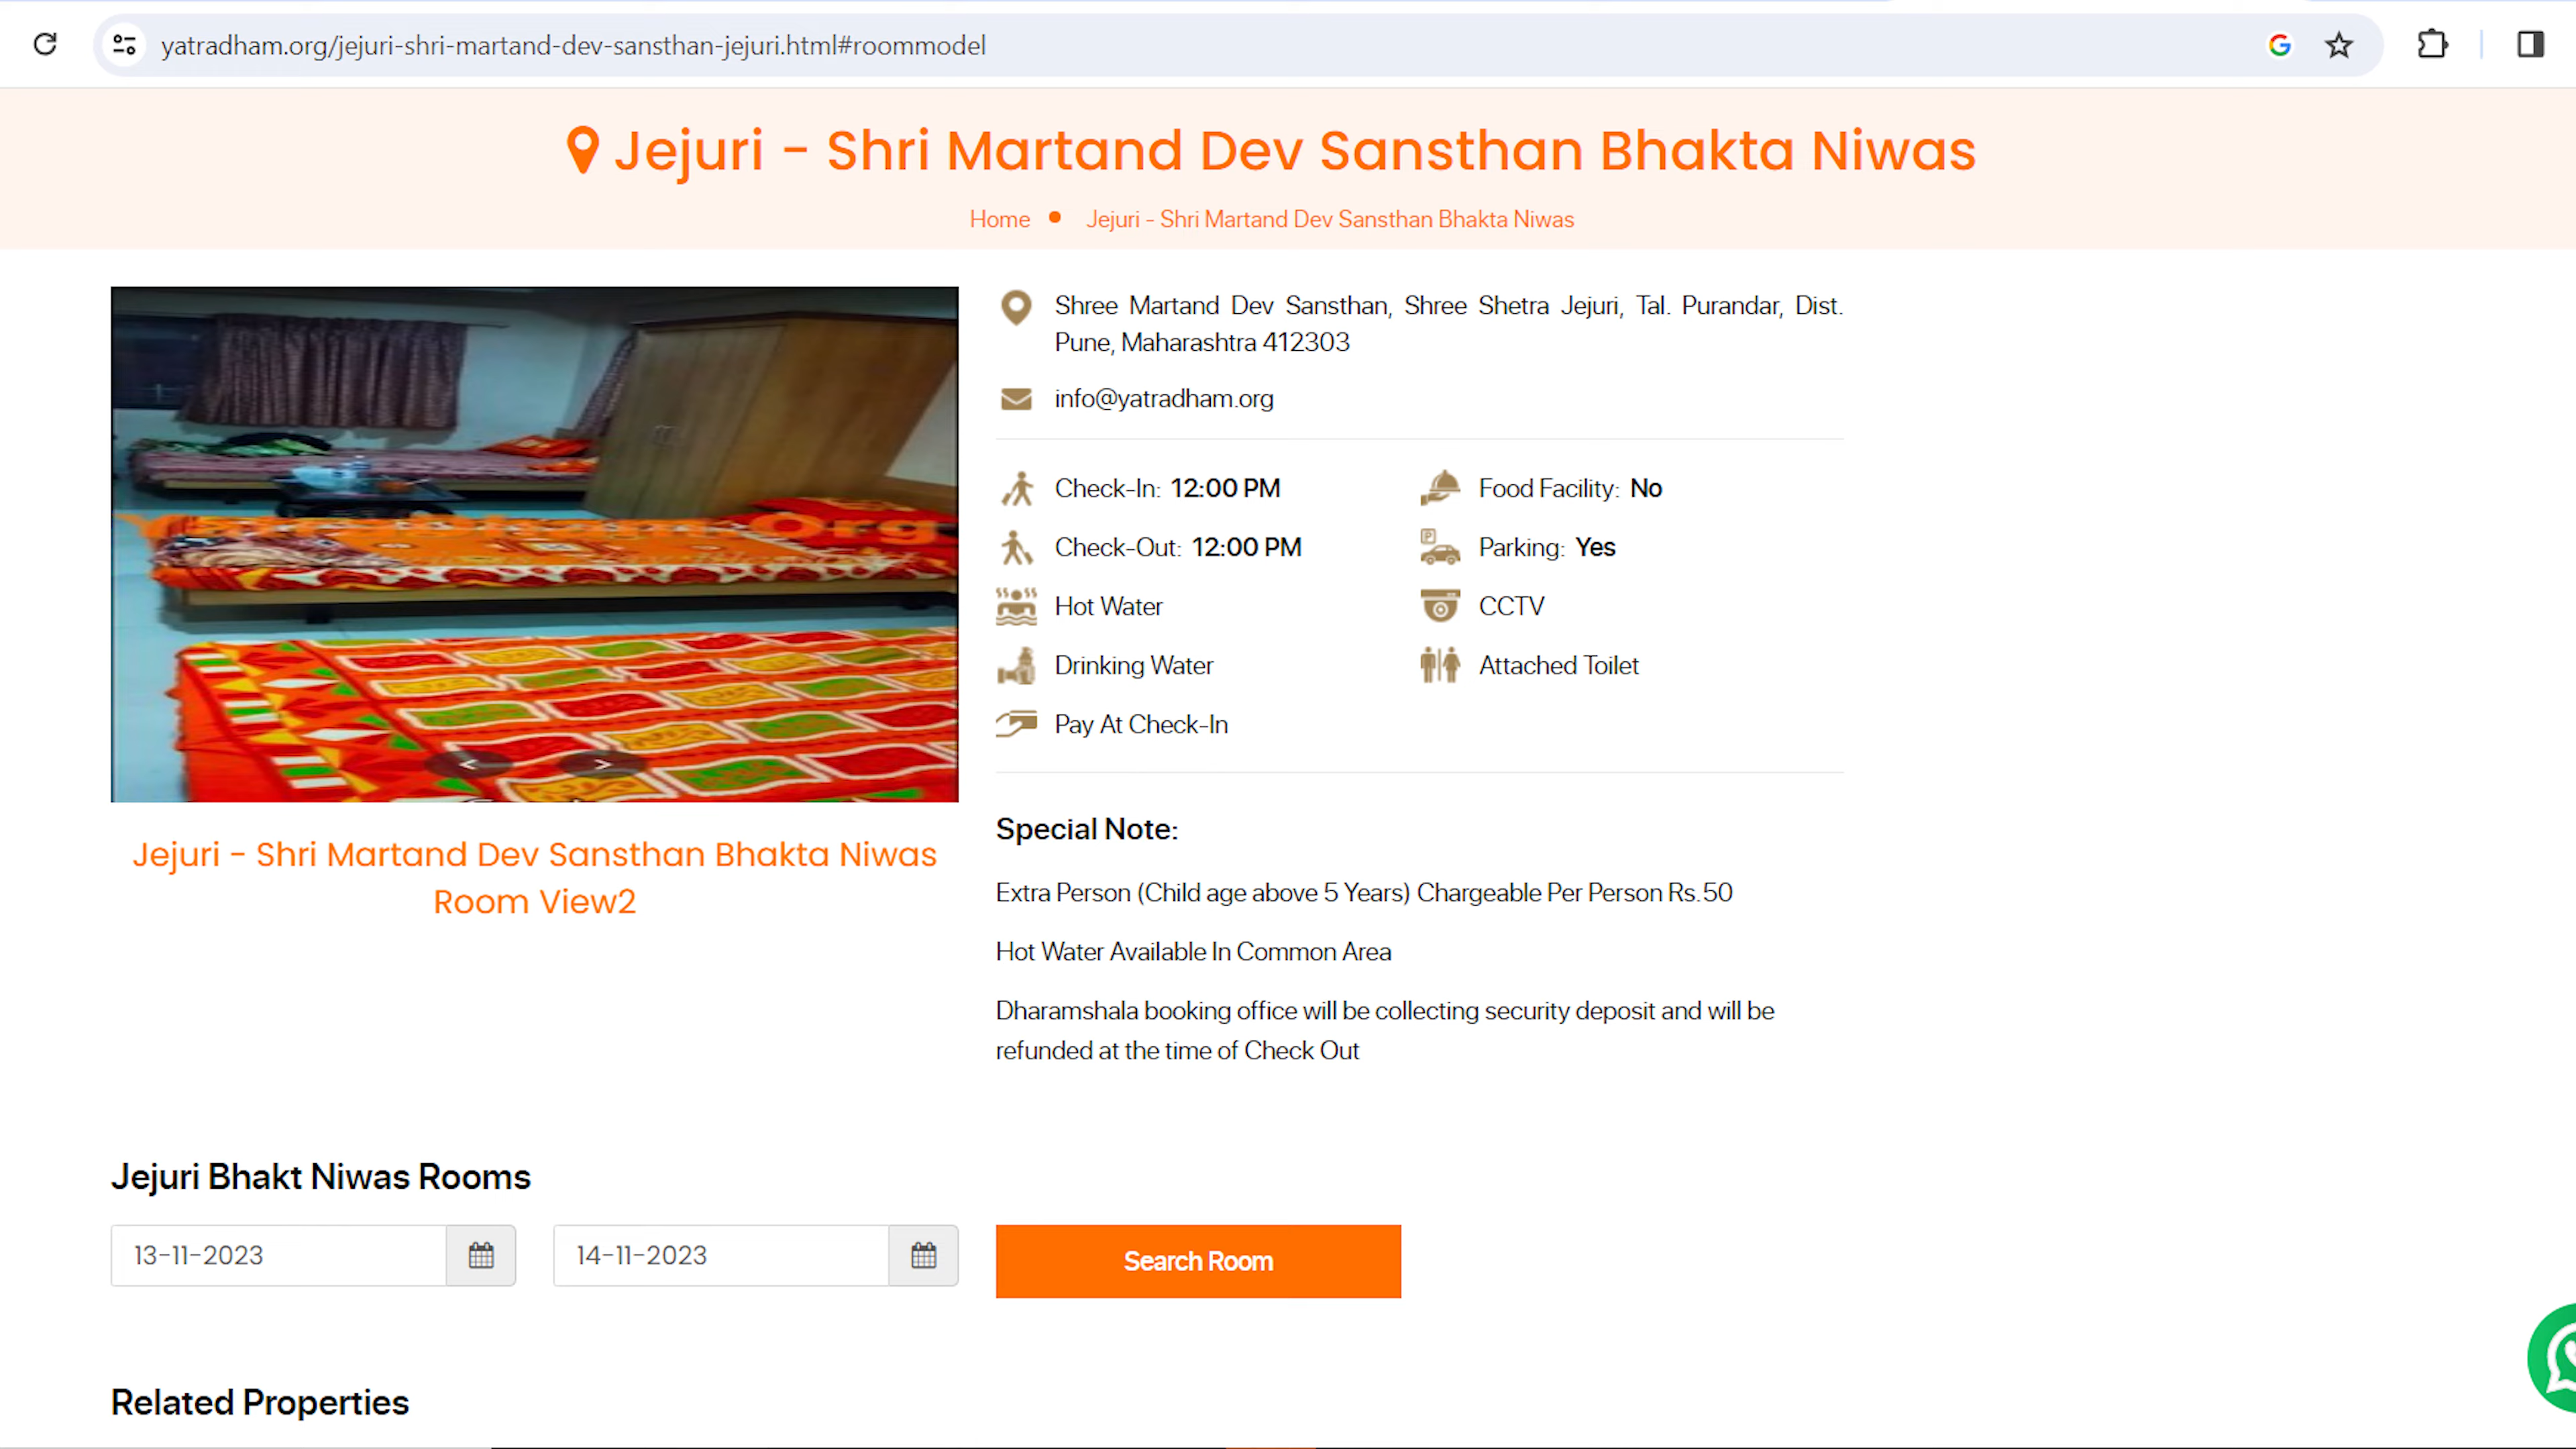 yatradham.org/jejuri-shri-martand-dev-sansthan-jejuri.html#roommodel
Jejuri - Shri Martand Dev Sansthan Bhakta Niwas
Home • Jejuri - Shri Martand Dev Sansthan Bhakta Niwas
Shree Martand Dev Sansthan, Shree Shetra Jejuri, Tal. Purandar, Dist.
Pune, Maharashtra 412303
info@yatradham.org
Check-In: 12:00 PM
Food Facility: No
Check-Out: 12:00 PM
Parking: Yes
Hot Water
CCTV
Drinking Water
Attached Toilet
Pay At Check-In
< >
Jejuri - Shri Martand Dev Sansthan Bhakta Niwas
Room View2
Special Note:
Extra Person (Child age above 5 Years) Chargeable Per Person Rs.50
Hot Water Available In Common Area
Dharamshala booking office will be collecting security deposit and will be
refunded at the time of Check Out
Jejuri Bhakt Niwas Rooms
13-11-2023
14-11-2023
Search Room
Related Properties